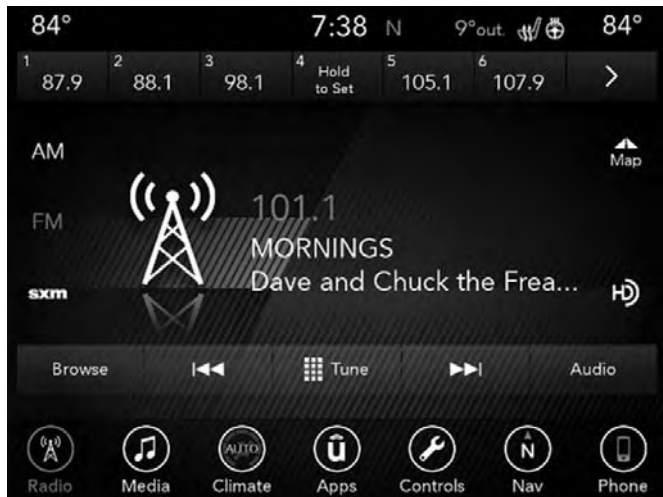 84° 7:38 N 9°out. 84°
1 87.9 2 88.1 3 98.1 4 Hold to Set 5 105.1 6 107.9
AM
Map
FM
101.1
MORNINGS
Dave and Chuck the Frea...
sxm
HD
Browse Tune Audio
AUTO û N
Radio Media Climate Apps Controls Nav Phone